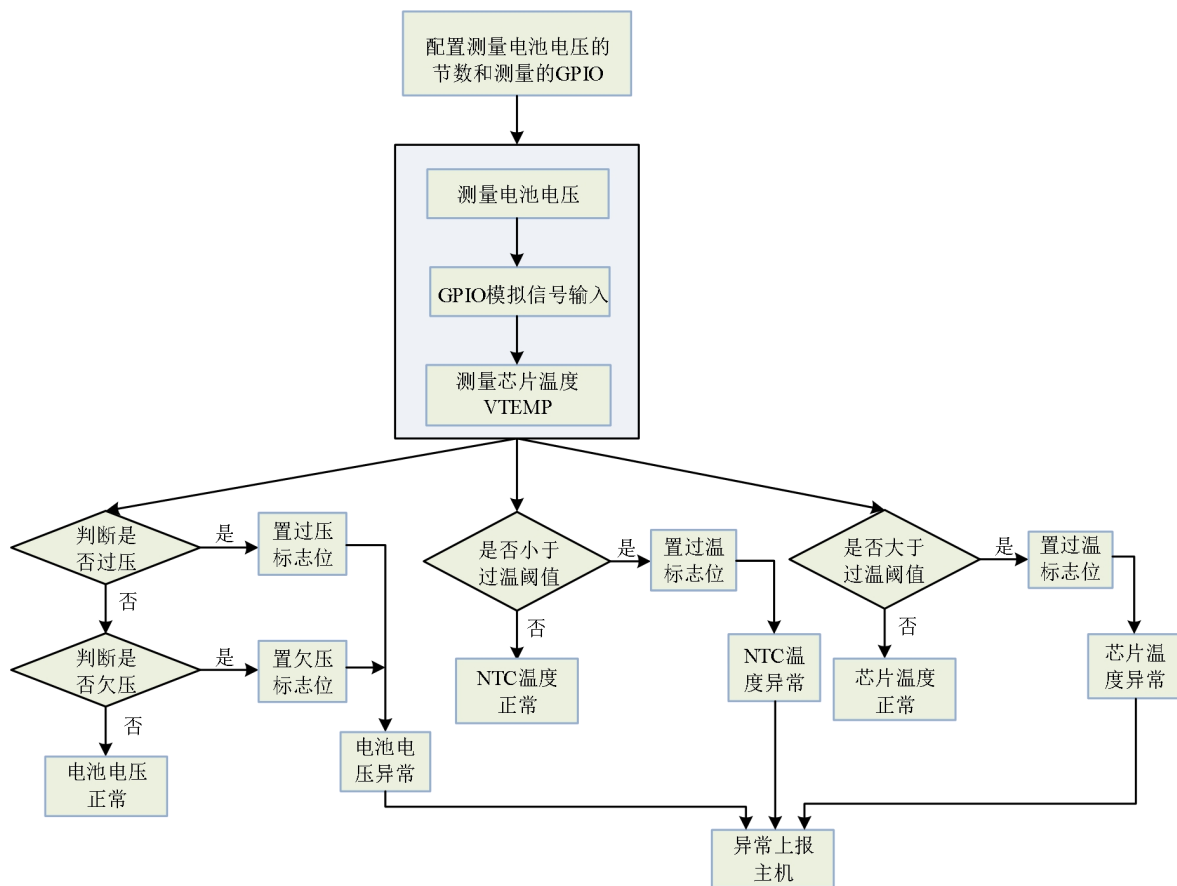 配置测量电池电压的
节数和测量的GPIO
测量电池电压
GPIO模拟信号输入
测量芯片温度
VTEMP
判断是
否过压
是
置过压
标志位
否
判断是
否欠压
是
置欠压
标志位
否
电池电压
正常
电池电
压异常
是否小于
过温阈值
是
置过温
标志位
否
NTC温度
正常
NTC温
度异常
是否大于
过温阈值
是
置过温
标志位
否
芯片温度
正常
芯片温
度异常
异常上报
主机